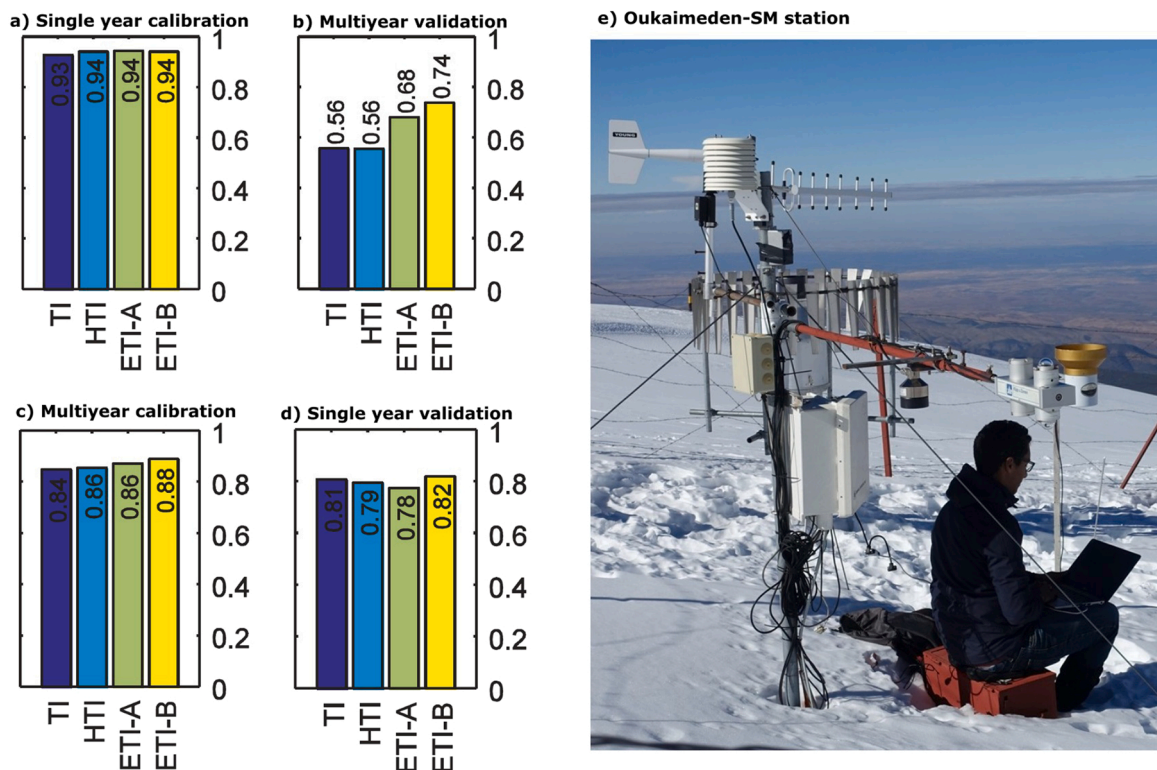 a) Single year calibration
1
0.8
0.6
0.4
0.2
0
0.93
0.94
0.94
0.94
TI
HTI
ETI-A
ETI-B
b) Multiyear validation
1
0.8
0.6
0.4
0.2
0
0.56
0.56
0.68
0.74
TI
HTI
ETI-A
ETI-B
c) Multiyear calibration
1
0.8
0.6
0.4
0.2
0
0.84
0.86
0.86
0.88
TI
HTI
ETI-A
ETI-B
d) Single year validation
1
0.8
0.6
0.4
0.2
0
0.81
0.79
0.78
0.82
TI
HTI
ETI-A
ETI-B
e) Oukaimeden-SM station
YOUNG